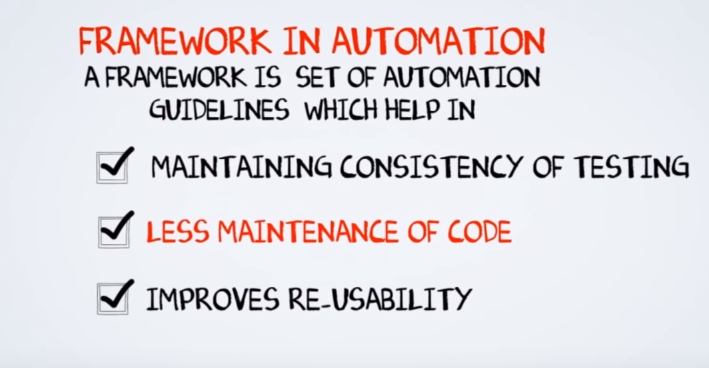 FRAMEWORK IN AUTOMATION
A FRAMEWORK IS SET OF AUTOMATION
GUIDELINES WHICH HELP IN
MAINTAINING CONSISTENCY OF TESTING
LESS MAINTENANCE OF CODE
IMPROVES RE-USABILITY